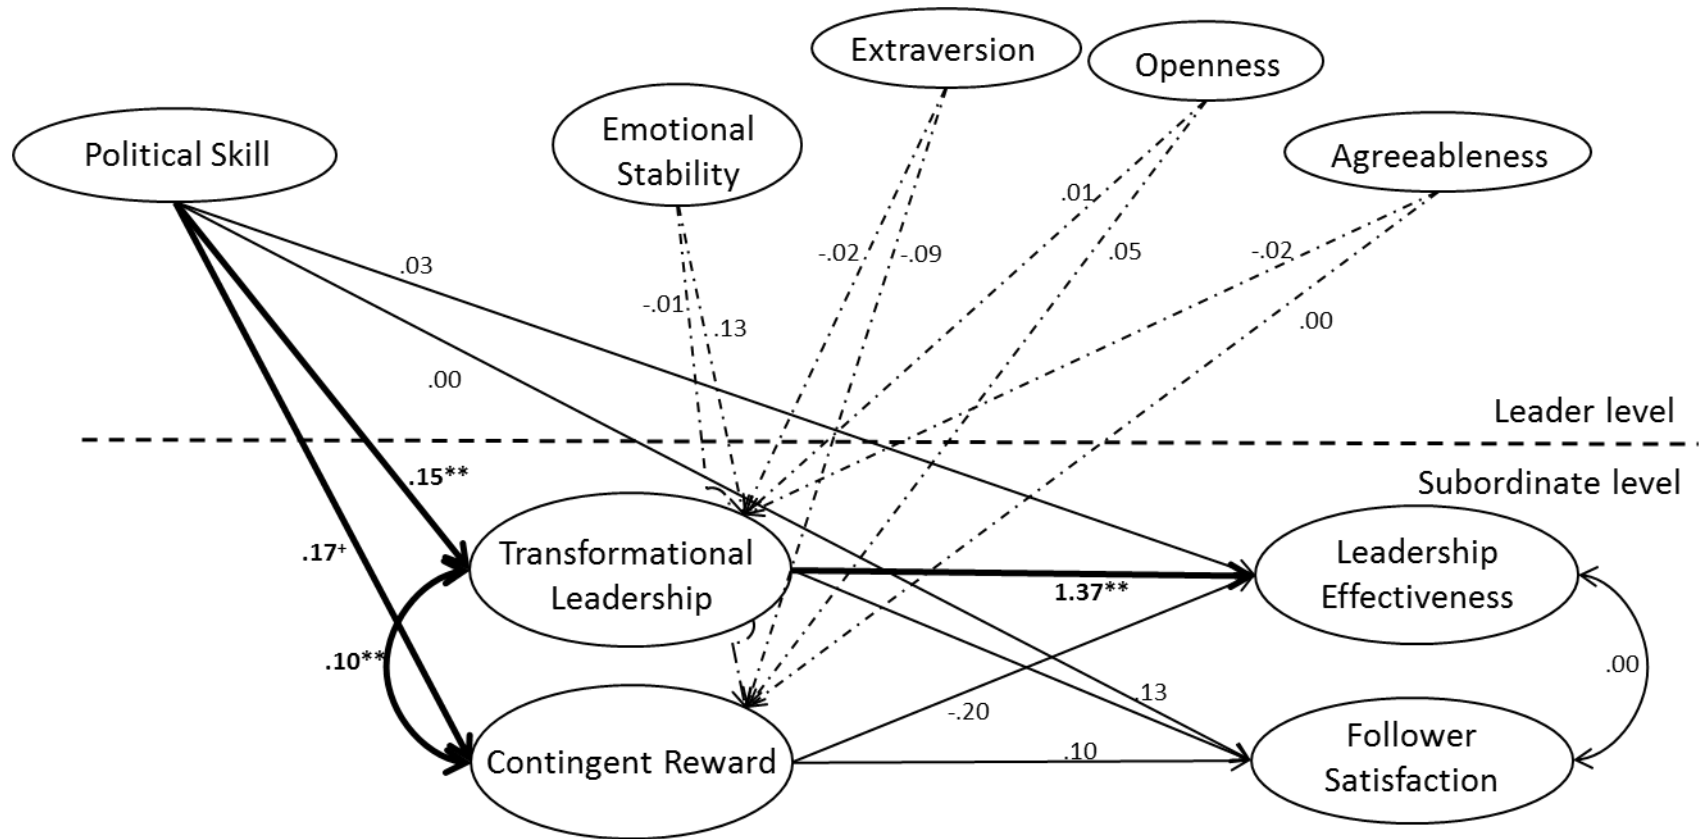 Extraversion
Openness
Political Skill
Emotional
Stability
Agreeableness
.01
-.02
-.09
.05
-.02
.03
-.01
.13
.00
.00
Leader level
.15**
Subordinate level
.17+
Transformational
Leadership
1.37**
Leadership
Effectiveness
.10**
.00
.13
-.20
.10
Contingent Reward
Follower
Satisfaction